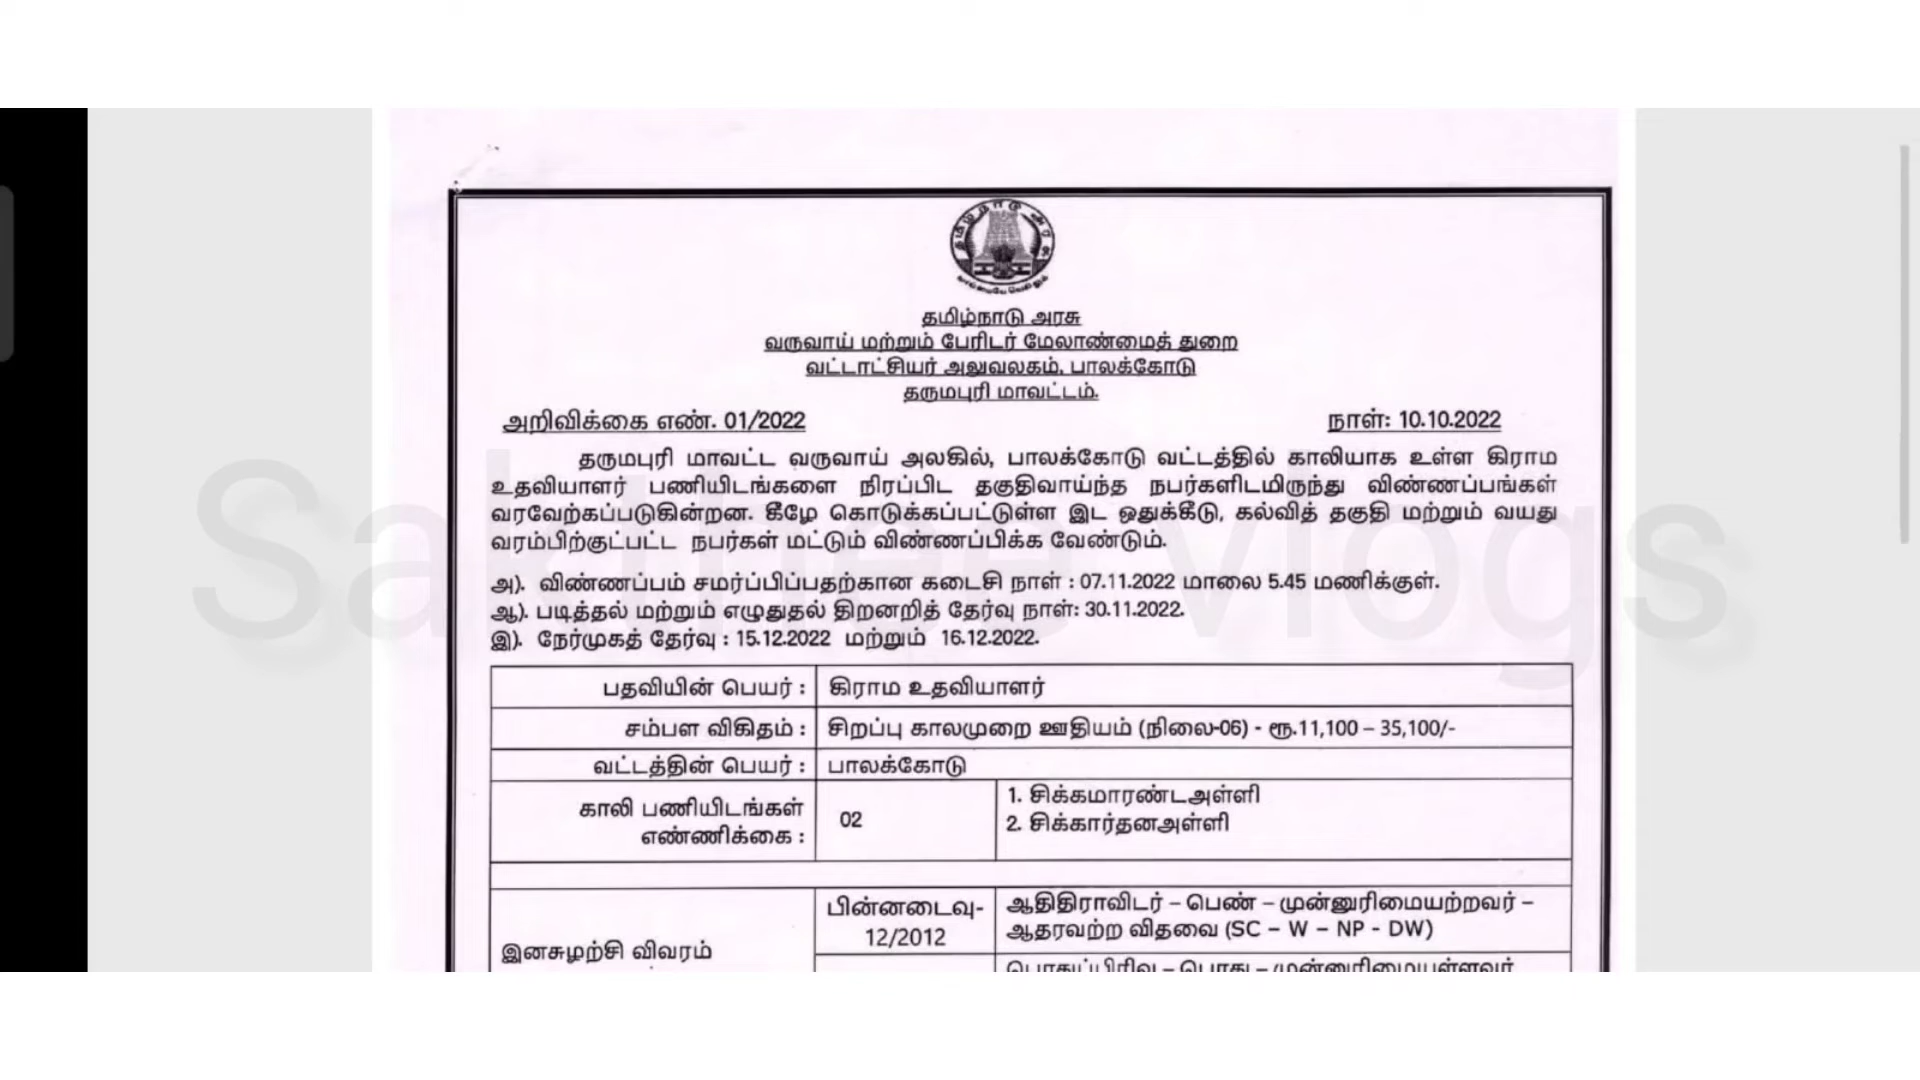 தமிழ்நாடு அரசு
தமிழ்நாடு அரசு
வருவாய் மற்றும் பேரிடர் மேலாண்மைத் துறை
வட்டாட்சியர் அலுவலகம், பாலக்கோடு
தருமபுரி மாவட்டம்.
அறிவிக்கை எண். 01/2022 நாள்: 10.10.2022
தருமபுரி மாவட்ட வருவாய் அலகில், பாலக்கோடு வட்டத்தில் காலியாக உள்ள கிராம
உதவியாளர் பணியிடங்களை நிரப்பிட தகுதிவாய்ந்த நபர்களிடமிருந்து விண்ணப்பங்கள்
வரவேற்கப்படுகின்றன. கீழே கொடுக்கப்பட்டுள்ள இட ஒதுக்கீடு, கல்வித் தகுதி மற்றும் வயது
வரம்பிற்குட்பட்ட நபர்கள் மட்டும் விண்ணப்பிக்க வேண்டும்.
Sakhee vlogs
அ). விண்ணப்பம் சமர்ப்பிப்பதற்கான கடைசி நாள் : 07.11.2022 மாலை 5.45 மணிக்குள்.
ஆ). படித்தல் மற்றும் எழுதுதல் திறனறித் தேர்வு நாள்: 30.11.2022.
இ). நேர்முகத் தேர்வு : 15.12.2022 மற்றும் 16.12.2022.
பதவியின் பெயர் : கிராம உதவியாளர்
சம்பள விகிதம் : சிறப்பு காலமுறை ஊதியம் (நிலை-06) - ரூ.11,100 – 35,100/-
வட்டத்தின் பெயர் : பாலக்கோடு
காலி பணியிடங்கள்
எண்ணிக்கை :
02
1. சிக்கமாரண்டஅள்ளி
2. சிக்கார்தனஅள்ளி
இனசுழற்சி விவரம்
பின்னடைவு-
12/2012
ஆதிதிராவிடர் – பெண் – முன்னுரிமையற்றவர் –
ஆதரவற்ற விதவை (SC – W – NP - DW)
பொதுப்பிரிவு – பொது – முன்னுரிமையுள்ளவர்